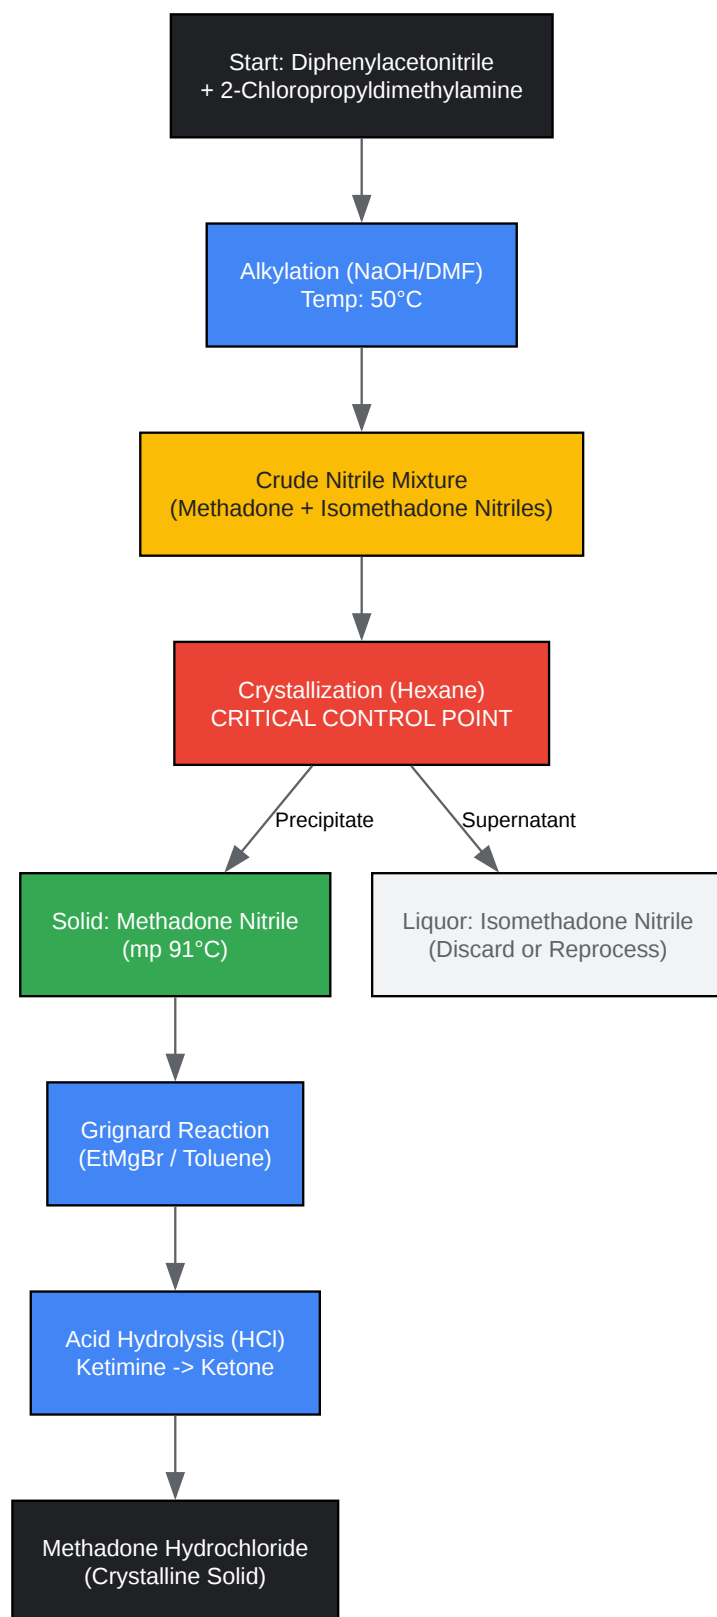 Start: Diphenylacetonitrile
+ 2-Chloropropyldimethylamine
Alkylation (NaOH/DMF)
Temp: 50°C
Crude Nitrile Mixture
(Methadone + Isomethadone Nitriles)
Crystallization (Hexane)
CRITICAL CONTROL POINT
Precipitate
Supernatant
Solid: Methadone Nitrile
(mp 91°C)
Liquor: Isomethadone Nitrile
(Discard or Reprocess)
Grignard Reaction
(EtMgBr / Toluene)
Acid Hydrolysis (HCl)
Ketimine -> Ketone
Methadone Hydrochloride
(Crystalline Solid)